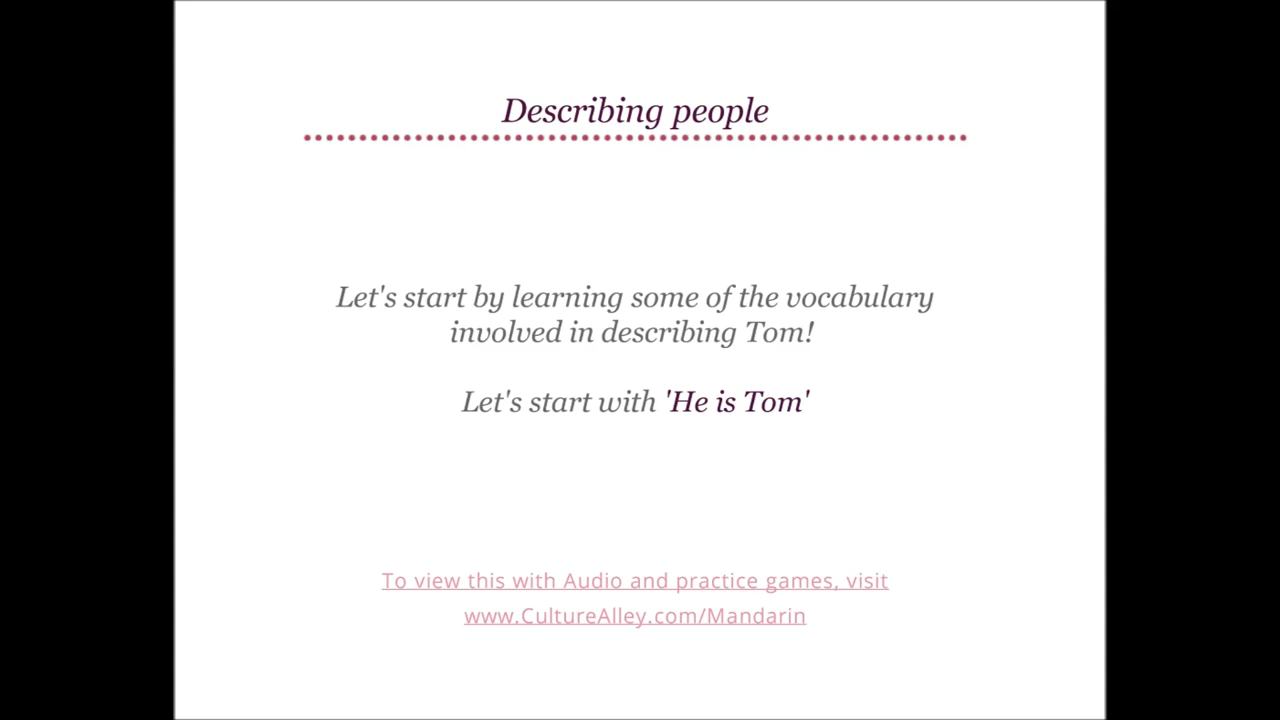 Describing people
Let's start by learning some of the vocabulary
involved in describing Tom!
Let's start with 'He is Tom'
To view this with Audio and practice games, visit
www.CultureAlley.com/Mandarin